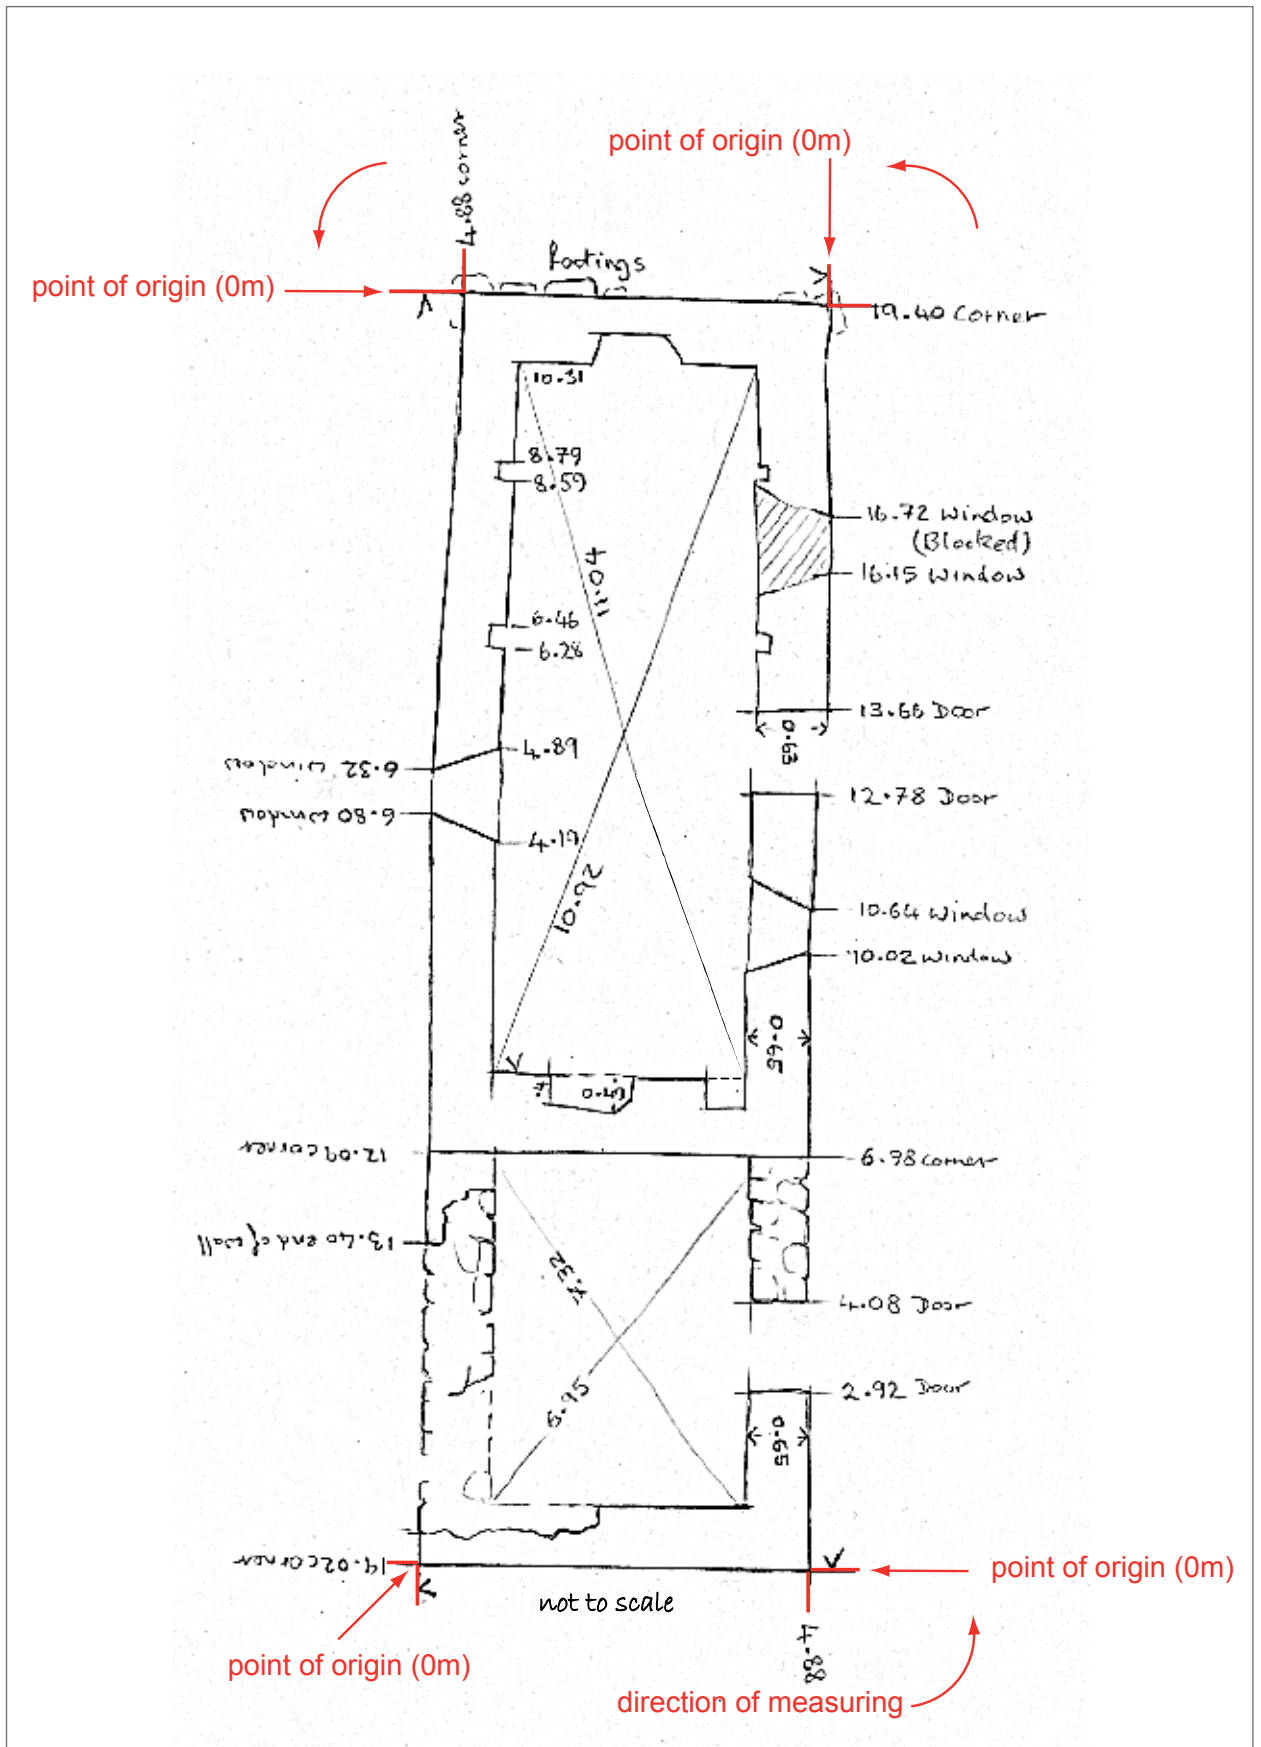 4.88 corner
point of origin (0m)
footings
point of origin (0m)
19.40 corner
10.31
8.79
8.59
16.72 window
(Blocked)
16.15 window
11.04
6.46
6.28
13.66 Door
0.63
4.89
6.32 window
12.78 Door
6.80 window
4.19
10.92
10.64 window
10.02 window
0.65
12.09 corner
6.98 corner
13.40 end of wall
7.32
4.08 Door
2.92 Door
6.95
0.65
19.02 corner
point of origin (0m)
not to scale
4.88
point of origin (0m)
direction of measuring